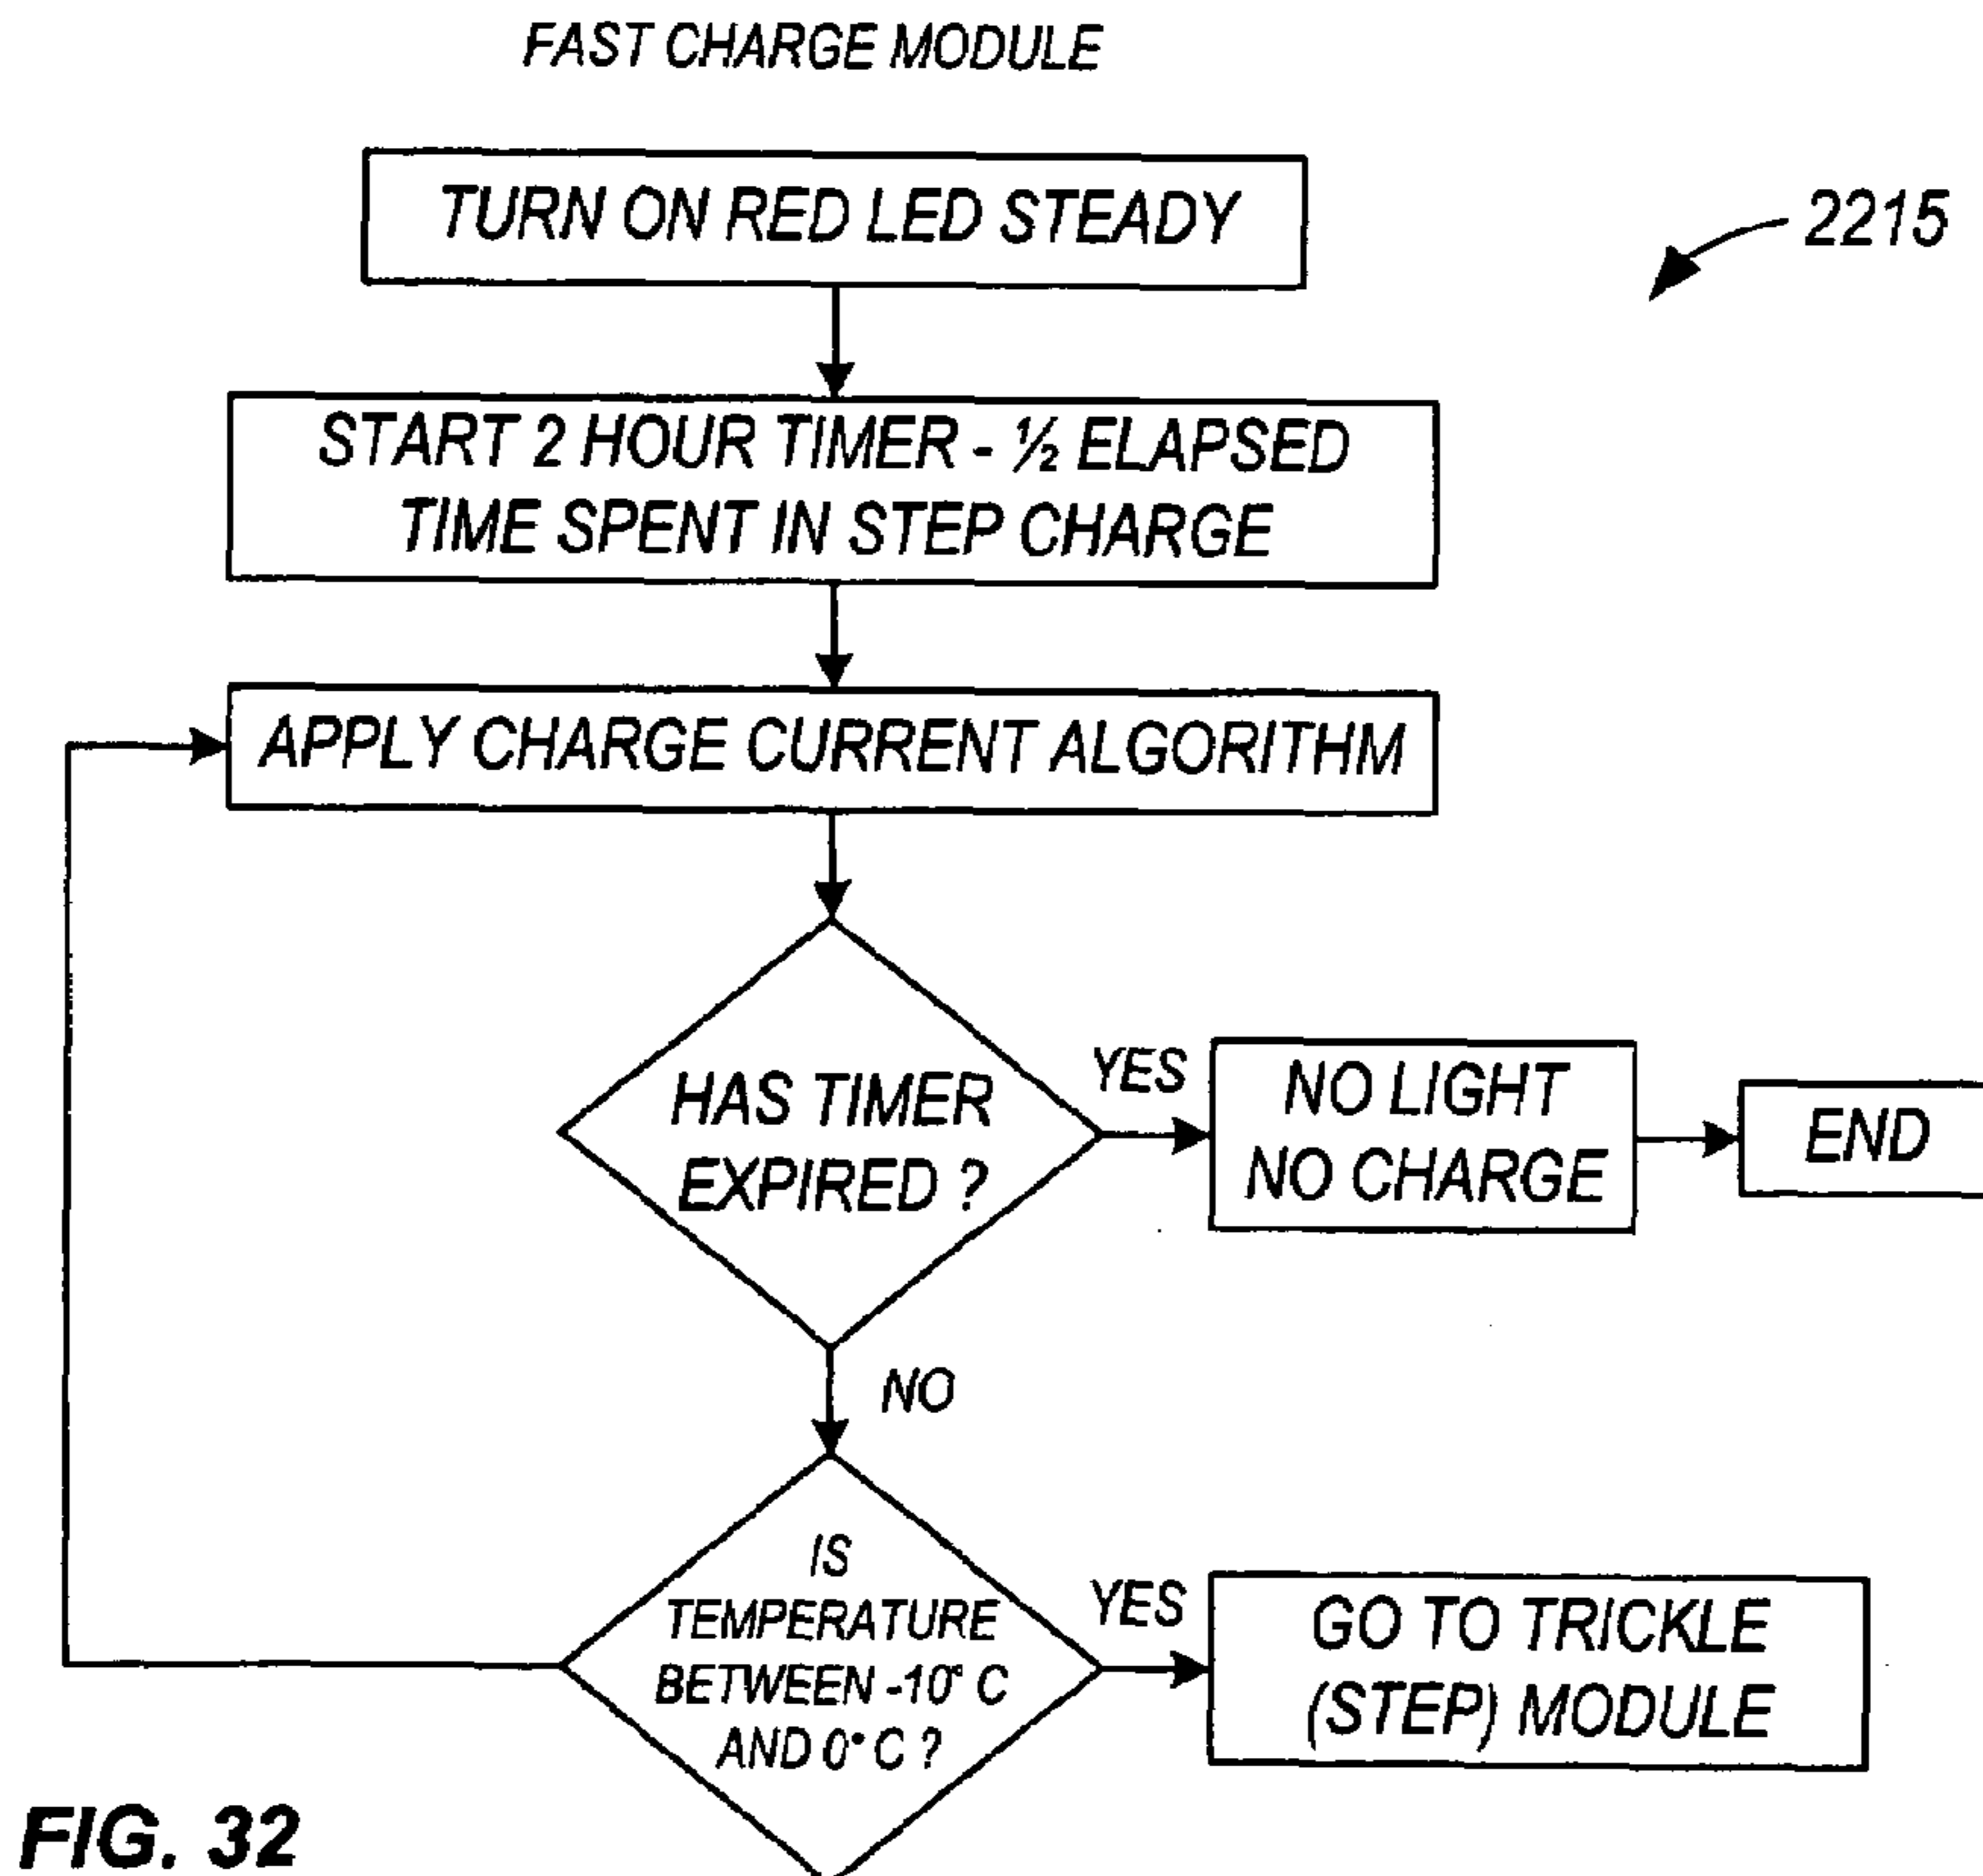 FAST CHARGE MODULE
TURN ON RED LED STEADY
2215
START 2 HOUR TIMER - ½ ELAPSED
TIME SPENT IN STEP CHARGE
APPLY CHARGE CURRENT ALGORITHM
HAS TIMER
EXPIRED ?
YES
NO LIGHT
NO CHARGE
END
NO
IS
TEMPERATURE
BETWEEN -10° C
AND 0° C ?
YES
GO TO TRICKLE
(STEP) MODULE
FIG. 32